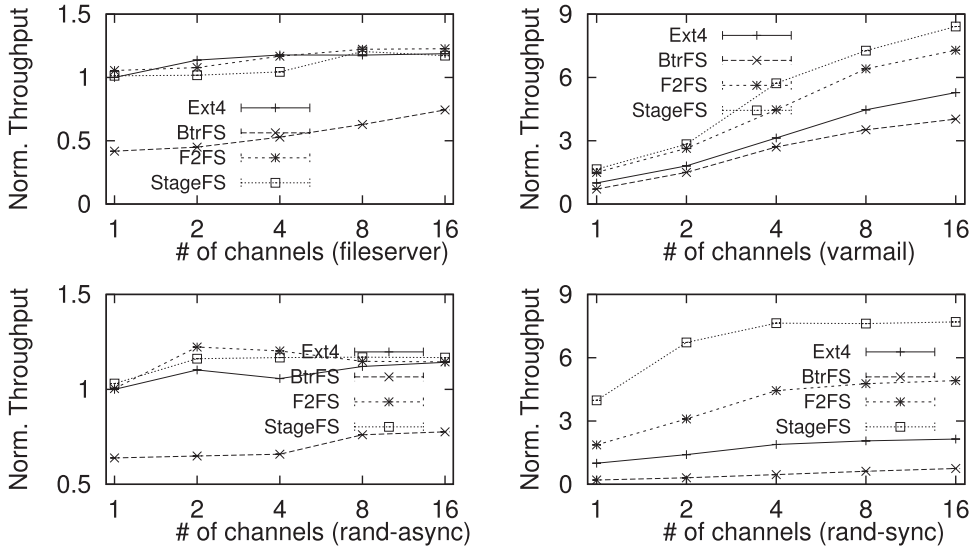 Norm. Throughput
1.5
1
0.5
0
Ext4
BtrFS
F2FS
StageFS
1 2 4 8 16
# of channels (fileserver)
Norm. Throughput
9
6
3
0
Ext4
BtrFS
F2FS
StageFS
1 2 4 8 16
# of channels (varmail)
Norm. Throughput
1.5
1
0.5
Ext4
BtrFS
F2FS
StageFS
1 2 4 8 16
# of channels (rand-async)
Norm. Throughput
9
6
3
0
Ext4
BtrFS
F2FS
StageFS
1 2 4 8 16
# of channels (rand-sync)